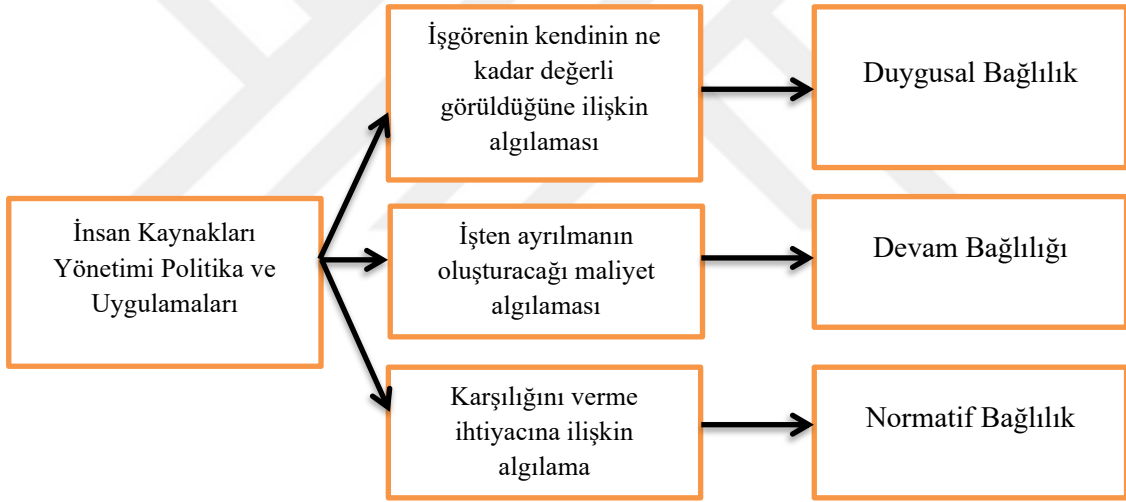 İşgörenin kendinin ne
kadar değerli
görüldüğüne ilişkin
algılaması
Duygusal Bağlılık
İnsan Kaynakları
Yönetimi Politika ve
Uygulamaları
İşten ayrılmanın
oluşturacağı maliyet
algılaması
Devam Bağlılığı
Karşılığını verme
ihtiyacına ilişkin
algılama
Normatif Bağlılık